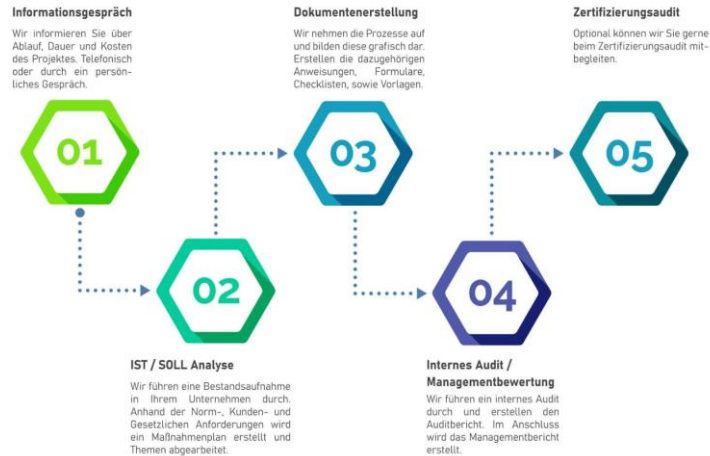 Informationsgespräch
Wir informieren Sie über
Ablauf, Dauer und Kosten
des Projektes. Telefonisch
oder durch ein persön-
liches Gespräch.
01
IST / SOLL Analyse
Wir führen eine Bestandsaufnahme
in Ihrem Unternehmen durch.
Anhand der Norm-, Kunden- und
Gesetzlichen Anforderungen wird
ein Maßnahmenplan erstellt und
Themen abgearbeitet.
02
Dokumentenerstellung
Wir nehmen die Prozesse auf
und bilden diese grafisch dar.
Erstellen die dazugehörigen
Anweisungen, Formulare,
Checklisten, sowie Vorlagen.
03
Internes Audit /
Managementbewertung
Wir führen ein internes Audit
durch und erstellen den
Auditbericht. Im Anschluss
wird das Managementbericht
erstellt.
04
Zertifizierungsaudit
Optional können wir Sie gerne
beim Zertifizierungsaudit mit-
begleiten.
05